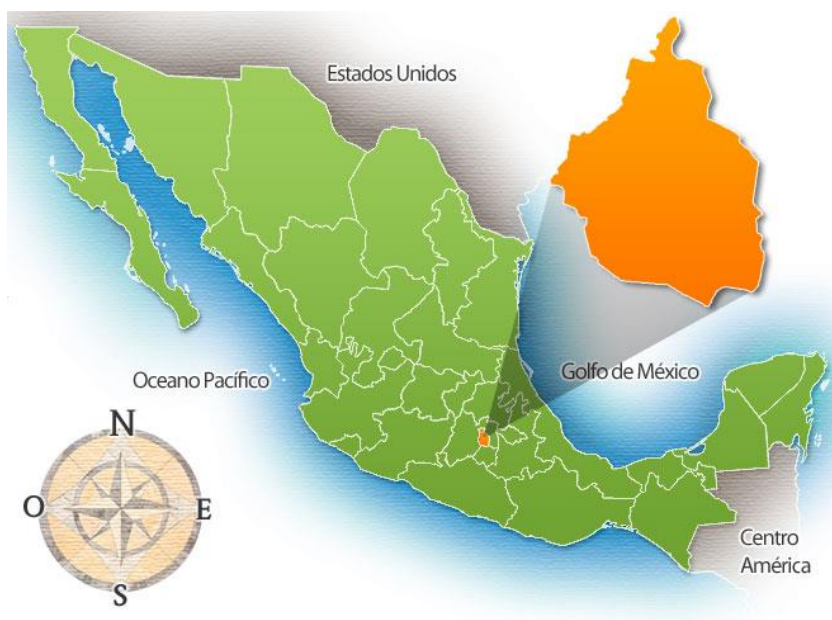 Estados Unidos
Golfo de México
Oceano Pacífico
N
O
E
S
Centro
América